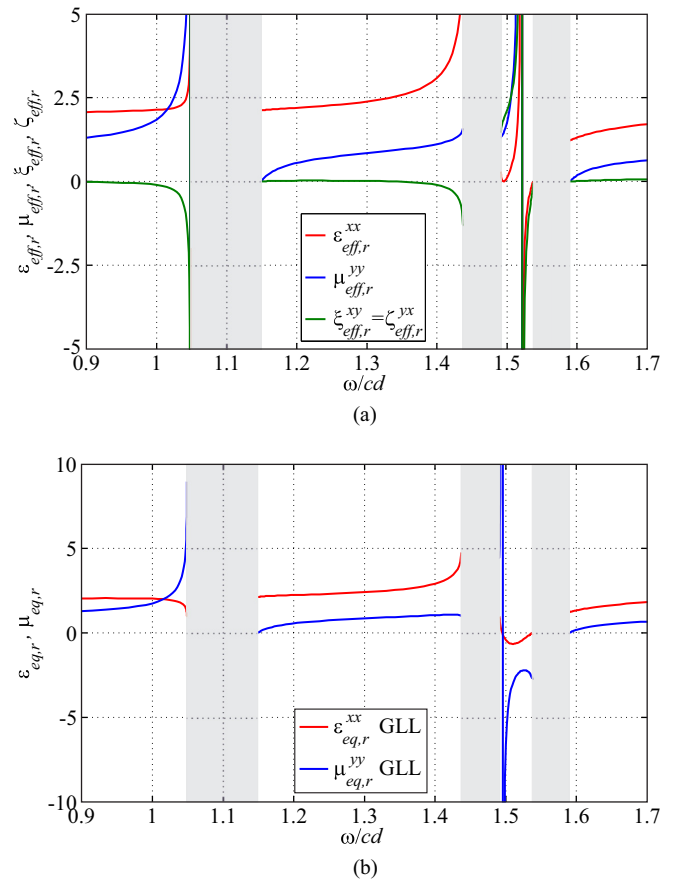 ε_eff,r, μ_eff,r, ξ_eff,r, ζ_eff,r
5
2.5
0
-2.5
-5
ε^xx_eff,r
μ^yy_eff,r
ξ^xy_eff,r=ζ^yx_eff,r
0.9 1 1.1 1.2 1.3 1.4 1.5 1.6 1.7
ω/cd
(a)
ε_eq,r, μ_eq,r
10
5
0
-5
-10
ε^xx_eq,r GLL
μ^yy_eq,r GLL
0.9 1 1.1 1.2 1.3 1.4 1.5 1.6 1.7
ω/cd
(b)